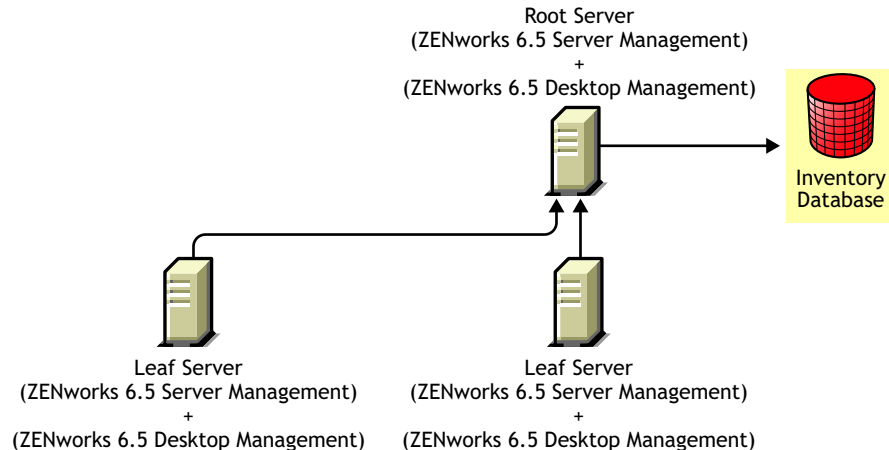 Root Server
(ZENworks 6.5 Server Management)
+
(ZENworks 6.5 Desktop Management)
Inventory
Database
Leaf Server
(ZENworks 6.5 Server Management)
+
(ZENworks 6.5 Desktop Management)
Leaf Server
(ZENworks 6.5 Server Management)
+
(ZENworks 6.5 Desktop Management)